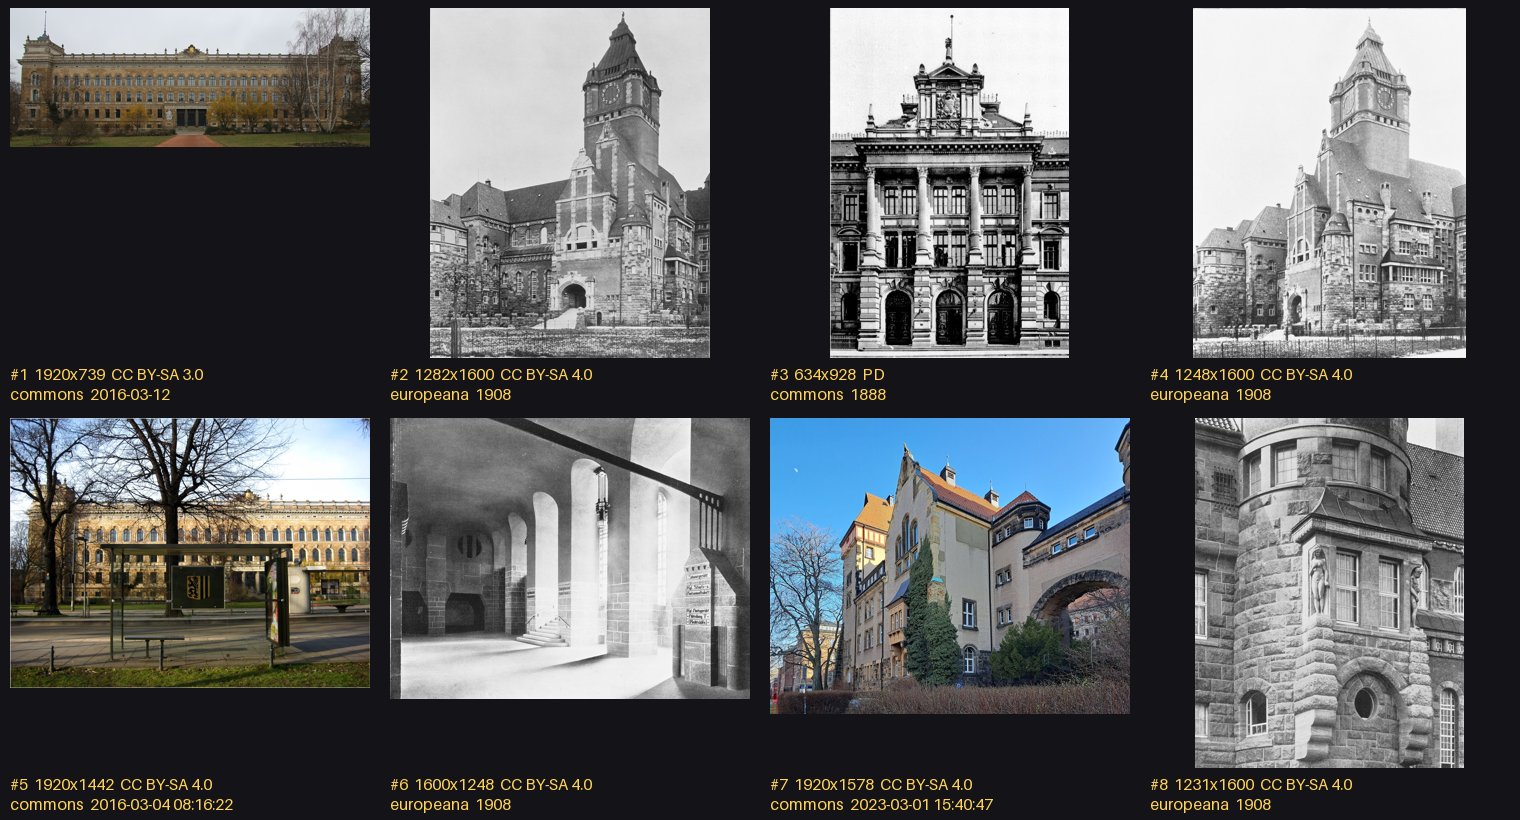 #1 1920x739 CC BY-SA 3.0
commons 2016-03-12
#2 1282x1600 CC BY-SA 4.0
europeana 1908
#3 634x928 PD
commons 1888
#4 1248x1600 CC BY-SA 4.0
europeana 1908
#5 1920x1442 CC BY-SA 4.0
commons 2016-03-04 08:16:22
#6 1600x1248 CC BY-SA 4.0
europeana 1908
#7 1920x1578 CC BY-SA 4.0
commons 2023-03-01 15:40:47
#8 1231x1600 CC BY-SA 4.0
europeana 1908